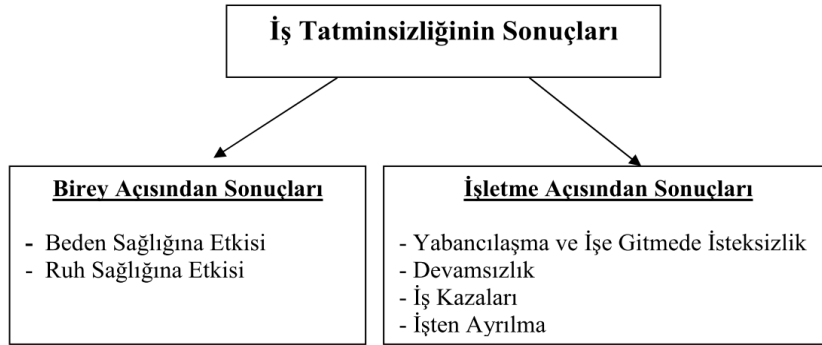 İş Tatminsizliğinin Sonuçları
Birey Açısından Sonuçları
- Beden Sağlığına Etkisi
- Ruh Sağlığına Etkisi
İşletme Açısından Sonuçları
- Yabancılaşma ve İşe Gitmede İsteksizlik
- Devamsızlık
- İş Kazaları
- İşten Ayrılma